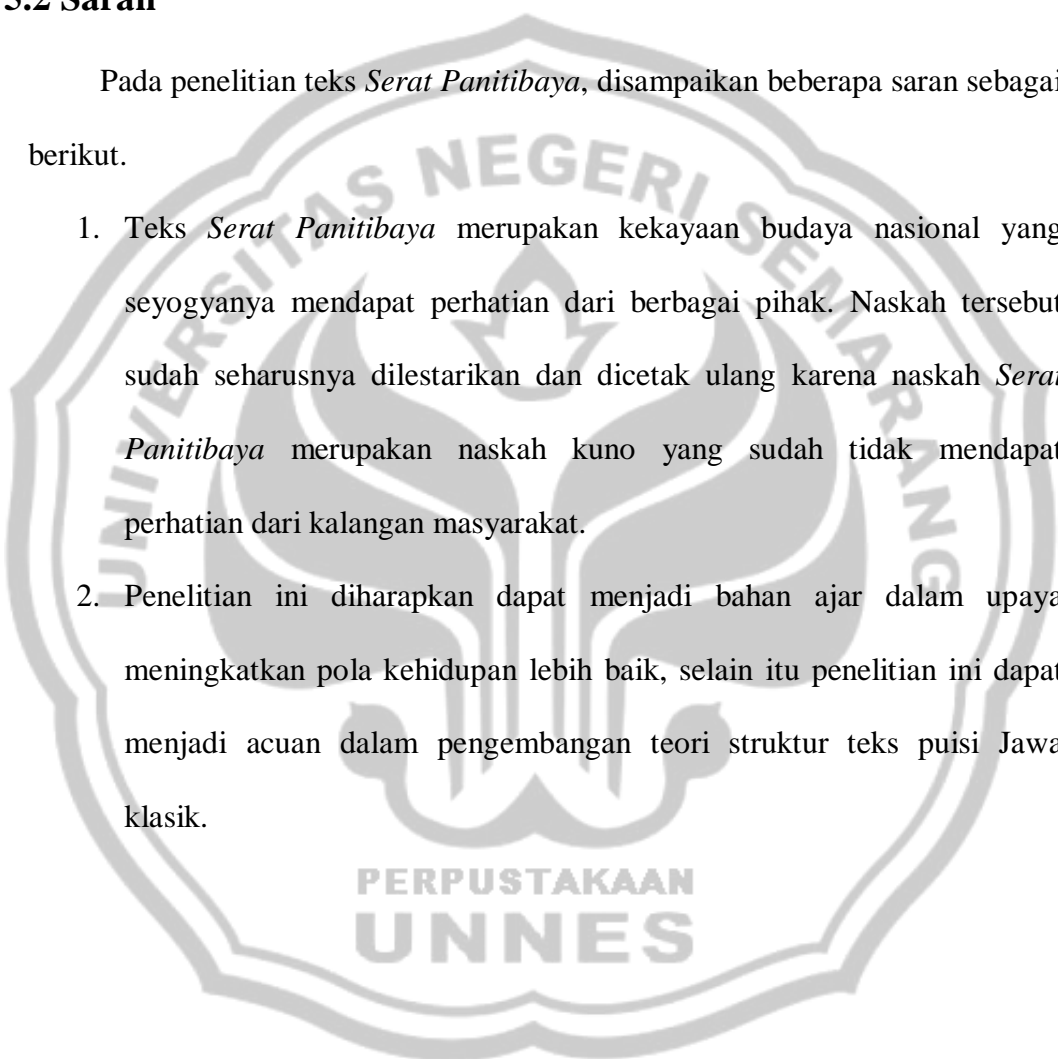 5.2 Saran
Pada penelitian teks Serat Panitibaya, disampaikan beberapa saran sebagai
berikut.
1. Teks Serat Panitibaya merupakan kekayaan budaya nasional yang
seyogyanya mendapat perhatian dari berbagai pihak. Naskah tersebut
sudah seharusnya dilestarikan dan dicetak ulang karena naskah Serat
Panitibaya merupakan naskah kuno yang sudah tidak mendapat
perhatian dari kalangan masyarakat.
2. Penelitian ini diharapkan dapat menjadi bahan ajar dalam upaya
meningkatkan pola kehidupan lebih baik, selain itu penelitian ini dapat
menjadi acuan dalam pengembangan teori struktur teks puisi Jawa
klasik.
UNIVERSITAS NEGERI SEMARANG
PERPUSTAKAAN
UNNES